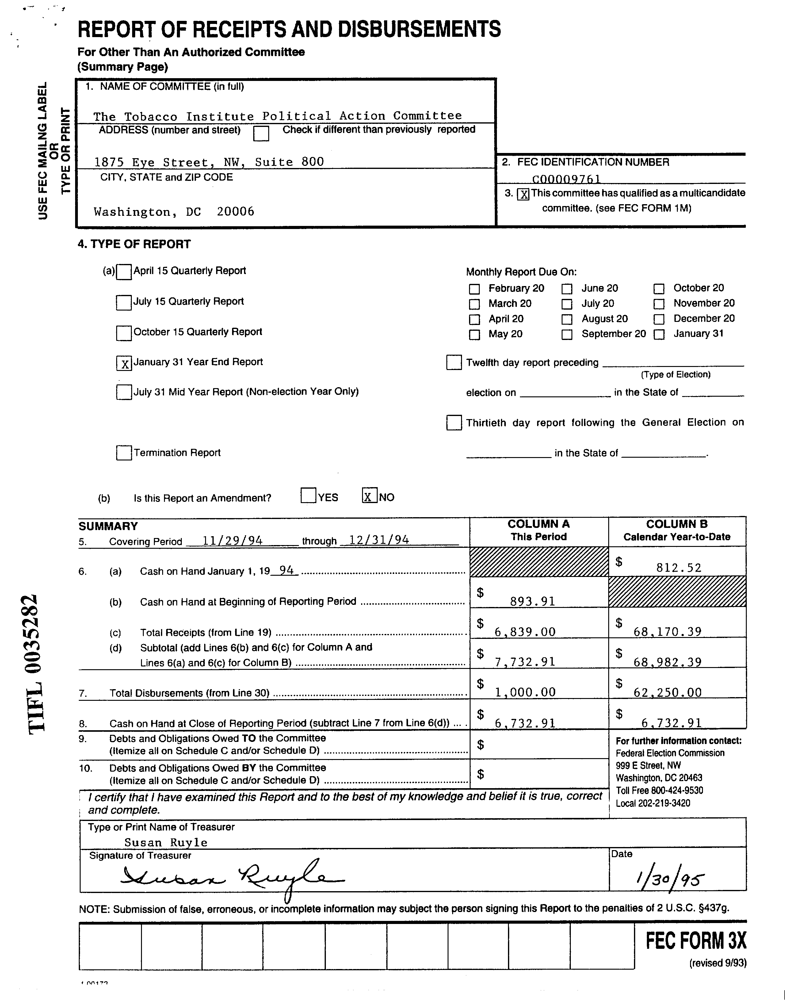 REPORT OF RECEIPTS AND DISBURSEMENTS
For Other Than An Authorized Committee
(Summary Page)
USE FEC MAILNG LABEL
OR
TYPE OR PRINT
1. NAME OF COMMITTEE (in full)
The Tobacco Institute Political Action Committee
ADDRESS (number and street) Check if different than previously reported
1875 Eye Street, NW, Suite 800
CITY, STATE and ZIP CODE
Washington, DC 20006
2. FEC IDENTIFICATION NUMBER
C00009761
3. X This committee has qualified as a multicandidate
committee. (see FEC FORM 1M)
4. TYPE OF REPORT
(a) April 15 Quarterly Report
July 15 Quarterly Report
October 15 Quarterly Report
X January 31 Year End Report
July 31 Mid Year Report (Non-election Year Only)
Termination Report
Monthly Report Due On:
February 20 June 20 October 20
March 20 July 20 November 20
April 20 August 20 December 20
May 20 September 20 January 31
Twelfth day report preceding
(Type of Election)
election on in the State of
Thirtieth day report following the General Election on
in the State of .
(b) Is this Report an Amendment? YES X NO
SUMMARY COLUMN A COLUMN B
This Period Calendar Year-to-Date
5. Covering Period 11/29/94 through 12/31/94
6. (a) Cash on Hand January 1, 19 94 $ 812.52
(b) Cash on Hand at Beginning of Reporting Period $ 893.91
(c) Total Receipts (from Line 19) $ 6,839.00 $ 68,170.39
(d) Subtotal (add Lines 6(b) and 6(c) for Column A and
Lines 6(a) and 6(c) for Column B) $ 7,732.91 $ 68,982.39
7. Total Disbursements (from Line 30) $ 1,000.00 $ 62,250.00
8. Cash on Hand at Close of Reporting Period (subtract Line 7 from Line 6(d)) $ 6,732.91 $ 6,732.91
9. Debts and Obligations Owed TO the Committee
(Itemize all on Schedule C and/or Schedule D) $
10. Debts and Obligations Owed BY the Committee
(Itemize all on Schedule C and/or Schedule D) $
For further information contact:
Federal Election Commission
999 E Street, NW
Washington, DC 20463
Toll Free 800-424-9530
Local 202-219-3420
I certify that I have examined this Report and to the best of my knowledge and belief it is true, correct
and complete.
Type or Print Name of Treasurer
Susan Ruyle
Signature of Treasurer Date
Susan Ruyle 1/30/95
NOTE: Submission of false, erroneous, or incomplete information may subject the person signing this Report to the penalties of 2 U.S.C. §437g.
FEC FORM 3X
(revised 9/93)
TIFL 0035282